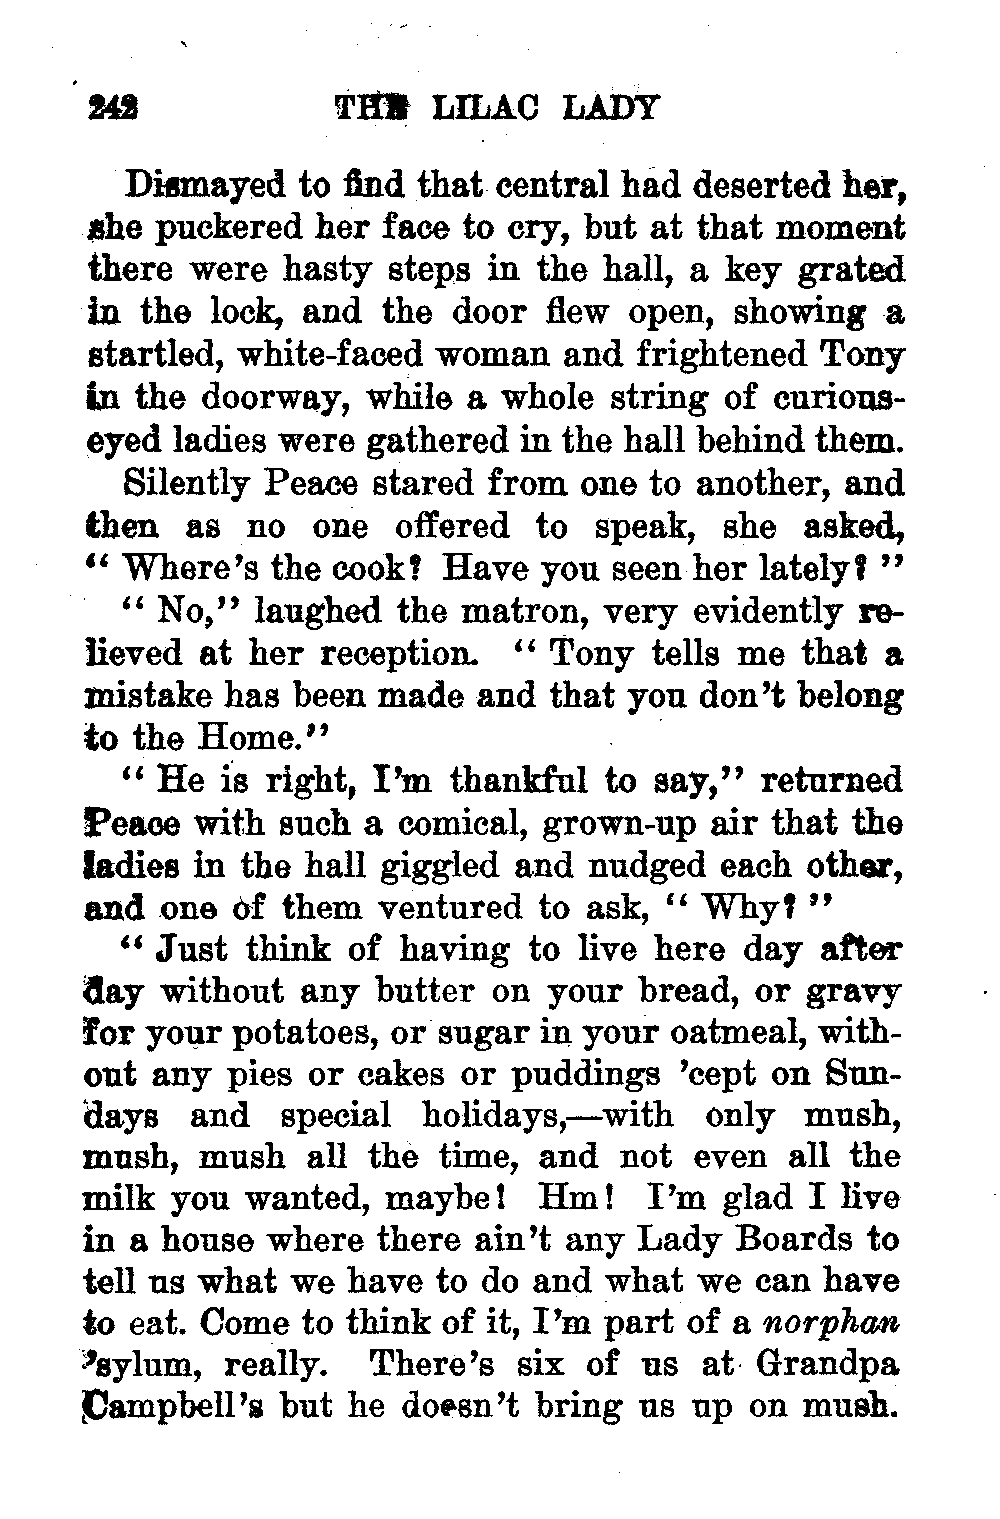 242 THE LILAC LADY
Dismayed to find that central had deserted her,
she puckered her face to cry, but at that moment
there were hasty steps in the hall, a key grated
in the lock, and the door flew open, showing a
startled, white-faced woman and frightened Tony
in the doorway, while a whole string of curious-
eyed ladies were gathered in the hall behind them.
Silently Peace stared from one to another, and
then as no one offered to speak, she asked,
“ Where’s the cook? Have you seen her lately? ”
“ No,” laughed the matron, very evidently re-
lieved at her reception. “ Tony tells me that a
mistake has been made and that you don’t belong
to the Home.”
“ He is right, I’m thankful to say,” returned
Peace with such a comical, grown-up air that the
ladies in the hall giggled and nudged each other,
and one of them ventured to ask, “ Why? ”
“ Just think of having to live here day after
day without any butter on your bread, or gravy
for your potatoes, or sugar in your oatmeal, with-
out any pies or cakes or puddings ’cept on Sun-
days and special holidays,—with only mush,
mush, mush all the time, and not even all the
milk you wanted, maybe! Hm! I’m glad I live
in a house where there ain’t any Lady Boards to
tell us what we have to do and what we can have
to eat. Come to think of it, I’m part of a norphan
’sylum, really. There’s six of us at Grandpa
Campbell’s but he doesn’t bring us up on mush.